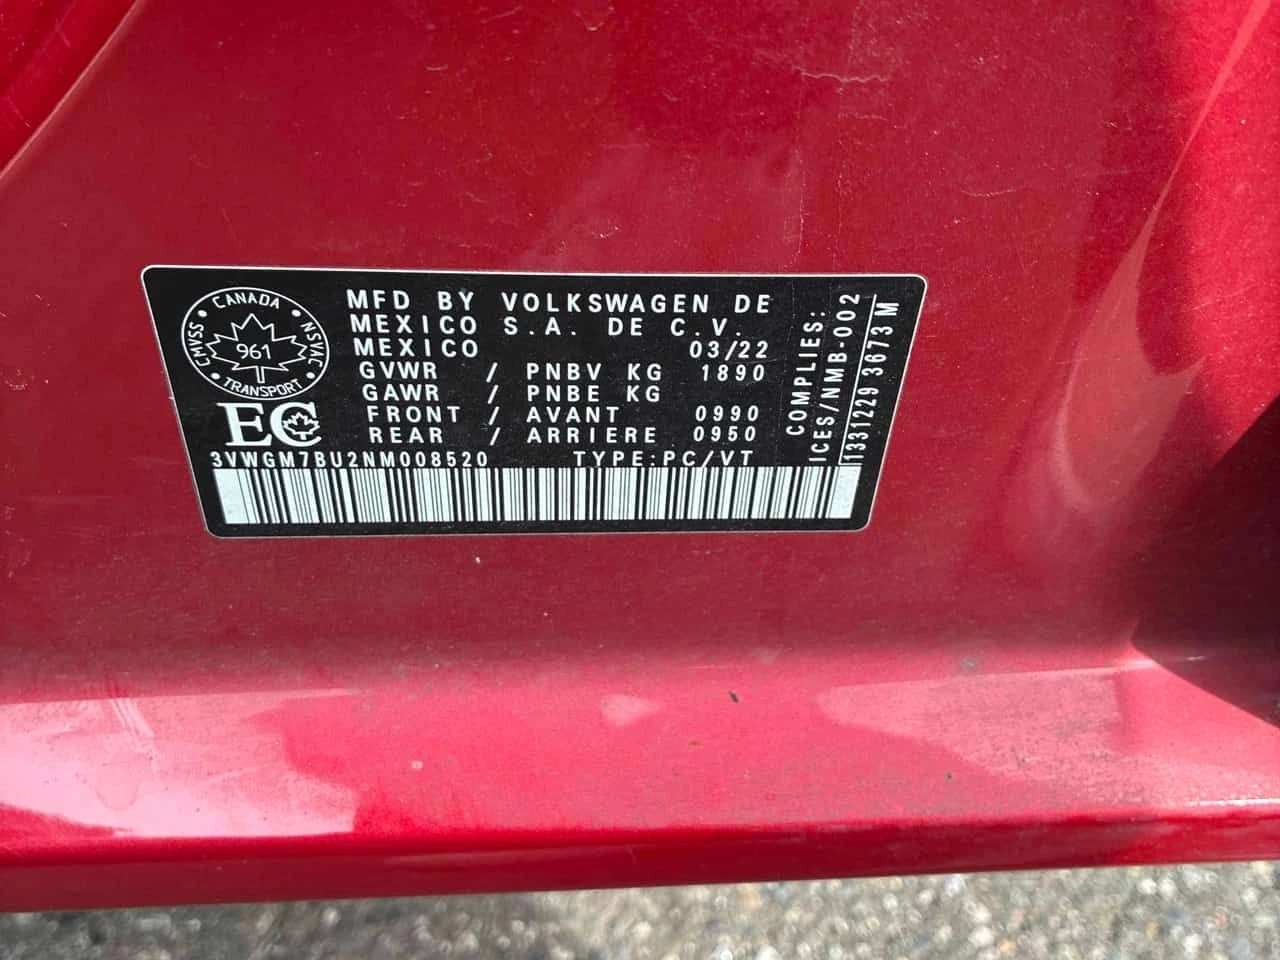 CANADA
CMVSS • NSVAC
961
TRANSPORT
EC
MFD BY VOLKSWAGEN DE
MEXICO S.A. DE C.V.
MEXICO 03/22
GVWR / PNBV KG 1890
GAWR / PNBE KG
FRONT / AVANT 0990
REAR / ARRIERE 0950
3VWGM7BU2NM008520 TYPE:PC/VT
COMPLIES:
ICES/NMB-002
1331229 3673 M